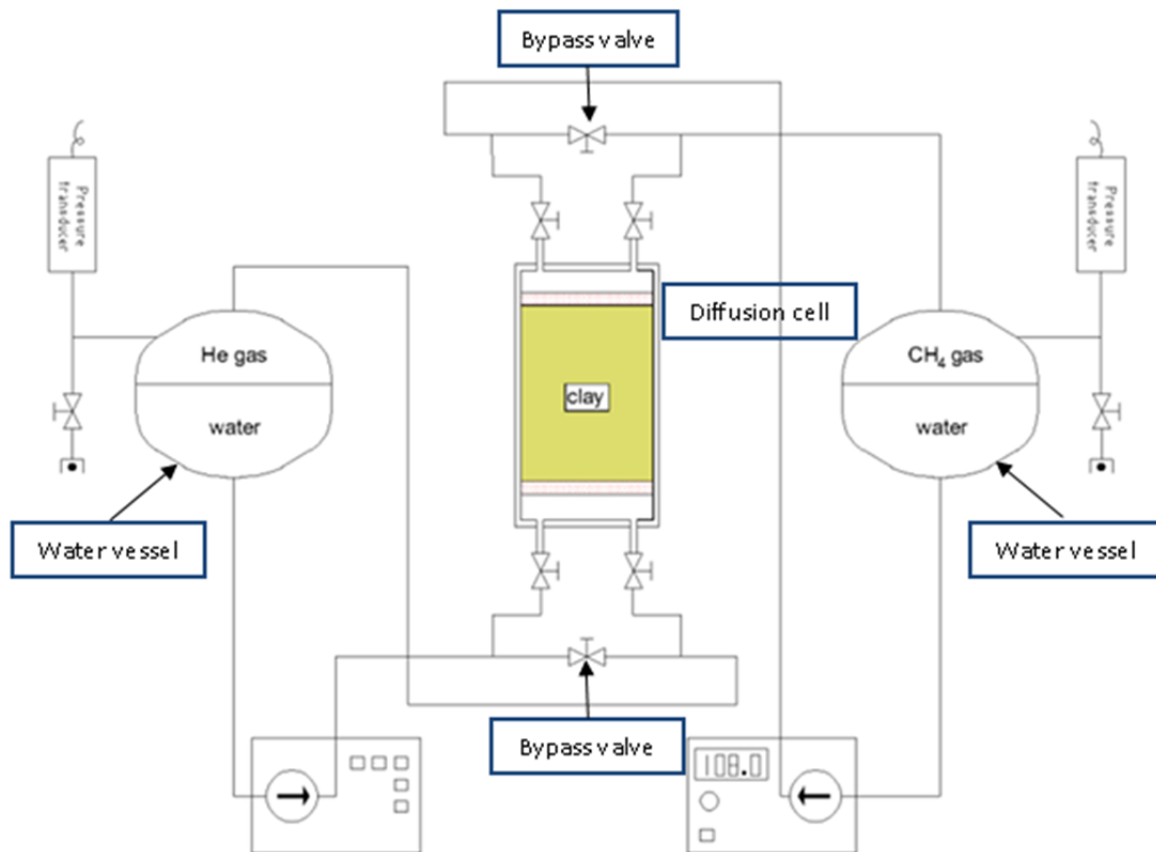 Bypass valve
Pressure
transducer
Pressure
transducer
Diffusion cell
He gas
water
clay
CH₄ gas
water
Water vessel
Water vessel
Bypass valve
108.0